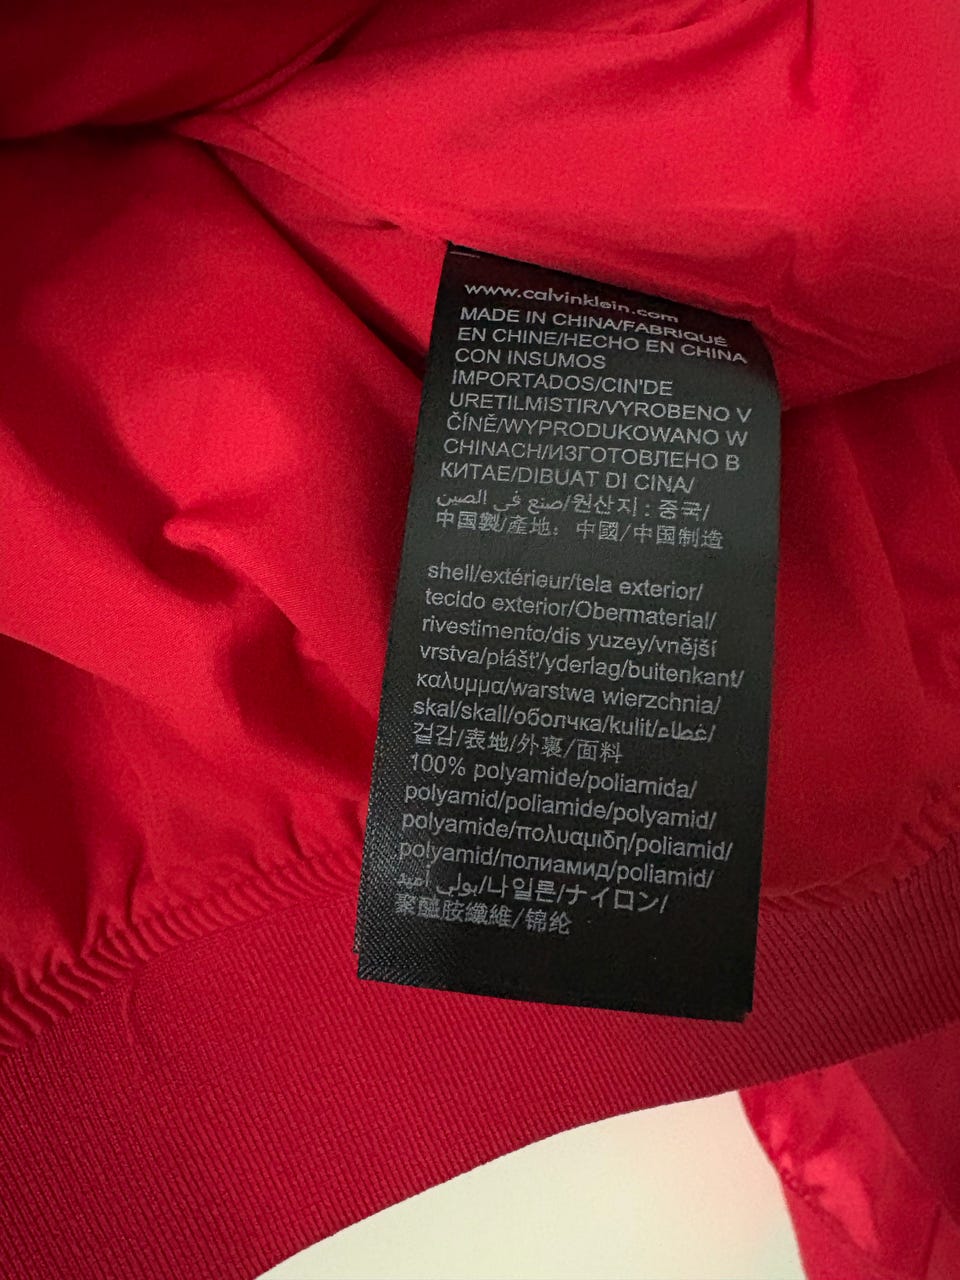 www.calvinklein.com
MADE IN CHINA/FABRIQUÉ
EN CHINE/HECHO EN CHINA
CON INSUMOS
IMPORTADOS/CIN'DE
URETILMISTIR/VYROBENO V
ČÍNĚ/WYPRODUKOWANO W
CHINACH/ИЗГОТОВЛЕНО В
КИТАЕ/DIBUAT DI CINA/
صنع في الصين/원산지 : 중국/
中国製/產地：中國/中国制造
shell/extérieur/tela exterior/
tecido exterior/Obermaterial/
rivestimento/dis yuzey/vnější
vrstva/plášť/yderlag/buitenkant/
καλυμμα/warstwa wierzchnia/
skal/skall/оболчка/kulit/غطاء/
겉감/表地/外裏/面料
100% polyamide/poliamida/
polyamid/poliamide/polyamid/
polyamide/πολυαμιδη/poliamid/
polyamid/полиамид/poliamid/
بولي أميد/나일론/ナイロン/
聚醯胺纖維/锦纶